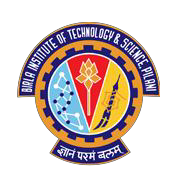 BIRLA INSTITUTE OF TECHNOLOGY & SCIENCE, PILANI
ज्ञानं परमं बलम्